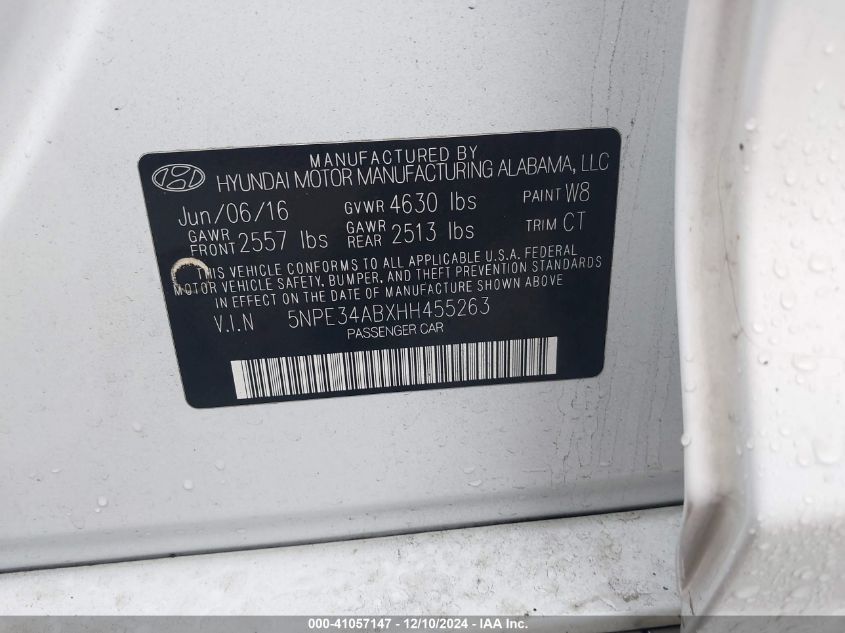 MANUFACTURED BY
HYUNDAI MOTOR MANUFACTURING ALABAMA, LLC
Jun/06/16 GVWR 4630 lbs PAINT W8
GAWR FRONT 2557 lbs GAWR REAR 2513 lbs TRIM CT
THIS VEHICLE CONFORMS TO ALL APPLICABLE U.S.A. FEDERAL
MOTOR VEHICLE SAFETY, BUMPER, AND THEFT PREVENTION STANDARDS
IN EFFECT ON THE DATE OF MANUFACTURE SHOWN ABOVE
V.I.N 5NPE34ABXHH455263
PASSENGER CAR
000-41057147 - 12/10/2024 - IAA Inc.